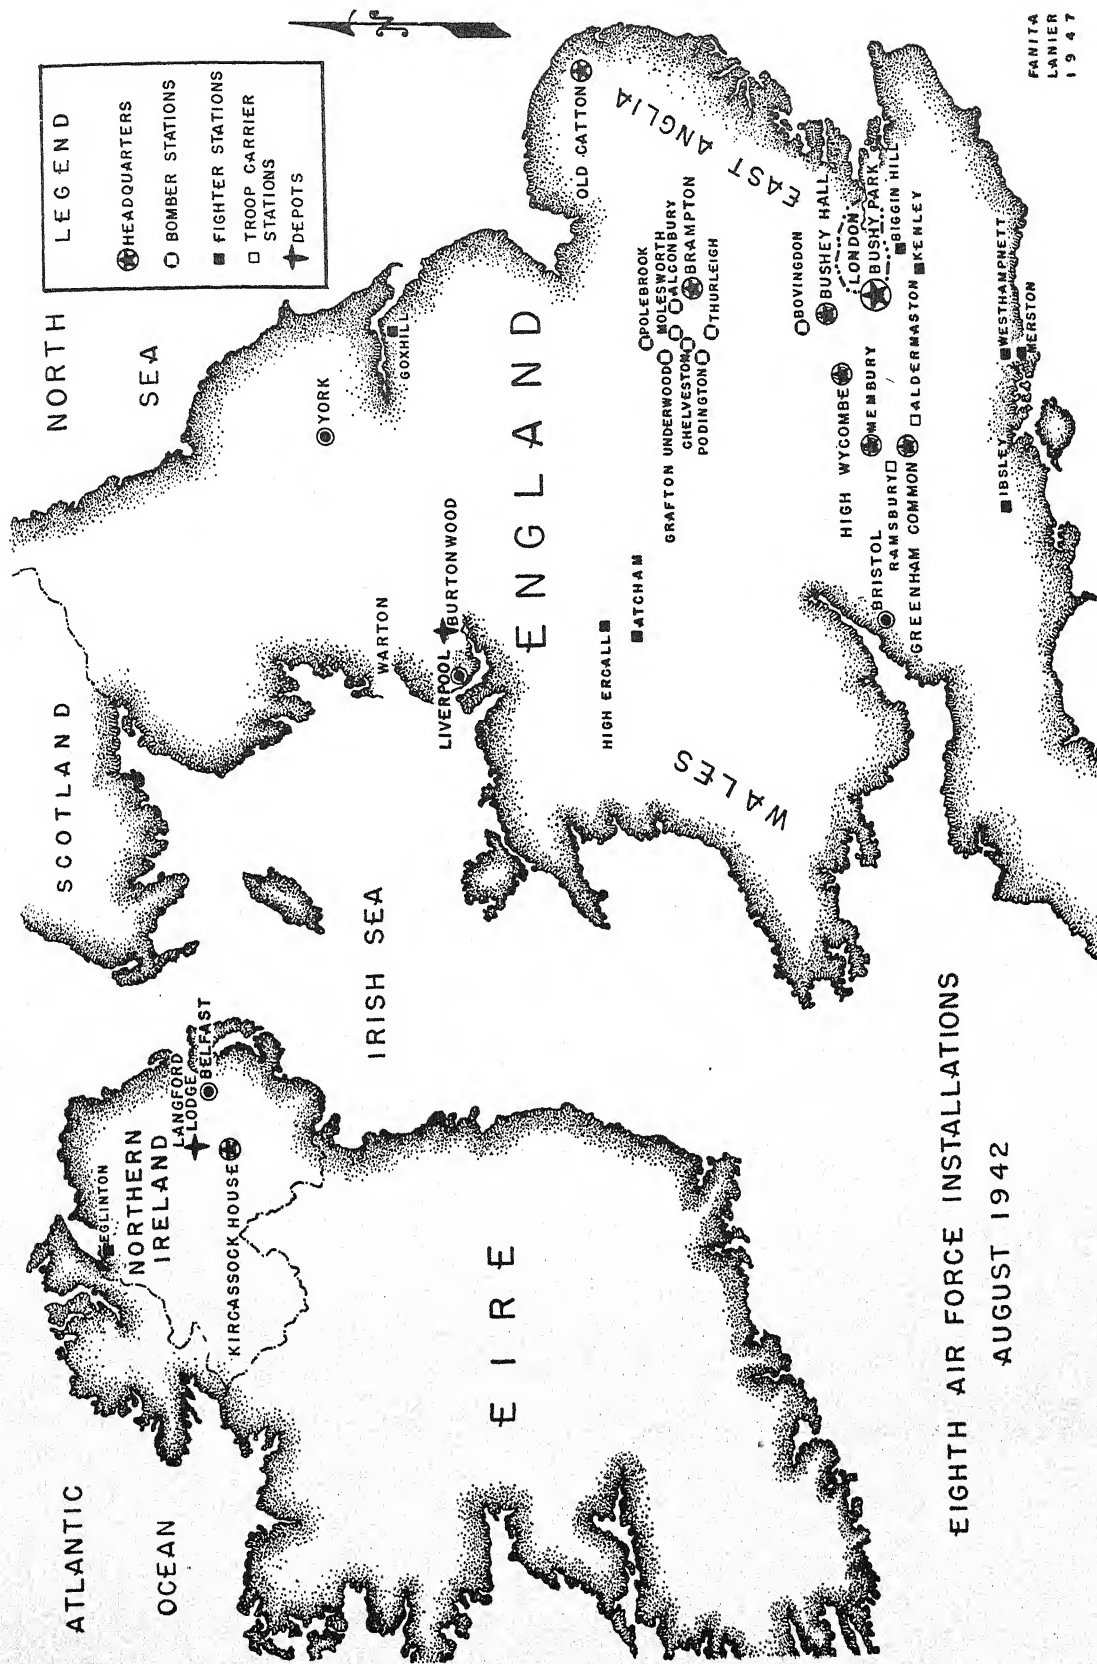 LEGEND
HEADQUARTERS
BOMBER STATIONS
FIGHTER STATIONS
TROOP CARRIER
STATIONS
DEPOTS
N
NORTH
SEA
SCOTLAND
ATLANTIC
OCEAN
EGLINTON
NORTHERN
IRELAND
LANGFORD
LODGE
BELFAST
KIRCASSOCK HOUSE
IRISH SEA
EIRE
YORK
GOXHILL
WARTON
LIVERPOOL
BURTONWOOD
ENGLAND
OLD CATTON
EAST ANGLIA
HIGH ERCALL
ATCHAM
WALES
POLEBROOK
MOLESWORTH
ALCONBURY
BRAMPTON
THURLEIGH
GRAFTON UNDERWOOD
CHELVESTON
PODINGTON
BOVINGDON
BUSHEY HALL
LONDON
BUSHY PARK
BIGGIN HILL
KENLEY
HIGH WYCOMBE
MEMBURY
BRISTOL
RAMSBURY
GREENHAM COMMON
ALDERMASTON
IBSLEY
WESTHAMPNETT
MERSTON
EIGHTH AIR FORCE INSTALLATIONS
AUGUST 1942
FANITA
LANIER
1947